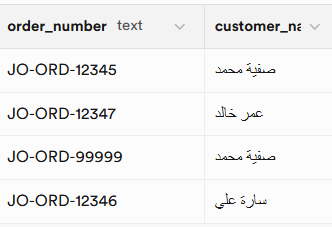 order_number text customer_na
JO-ORD-12345 صفية محمد
JO-ORD-12347 عمر خالد
JO-ORD-99999 صفية محمد
JO-ORD-12346 سارة علي